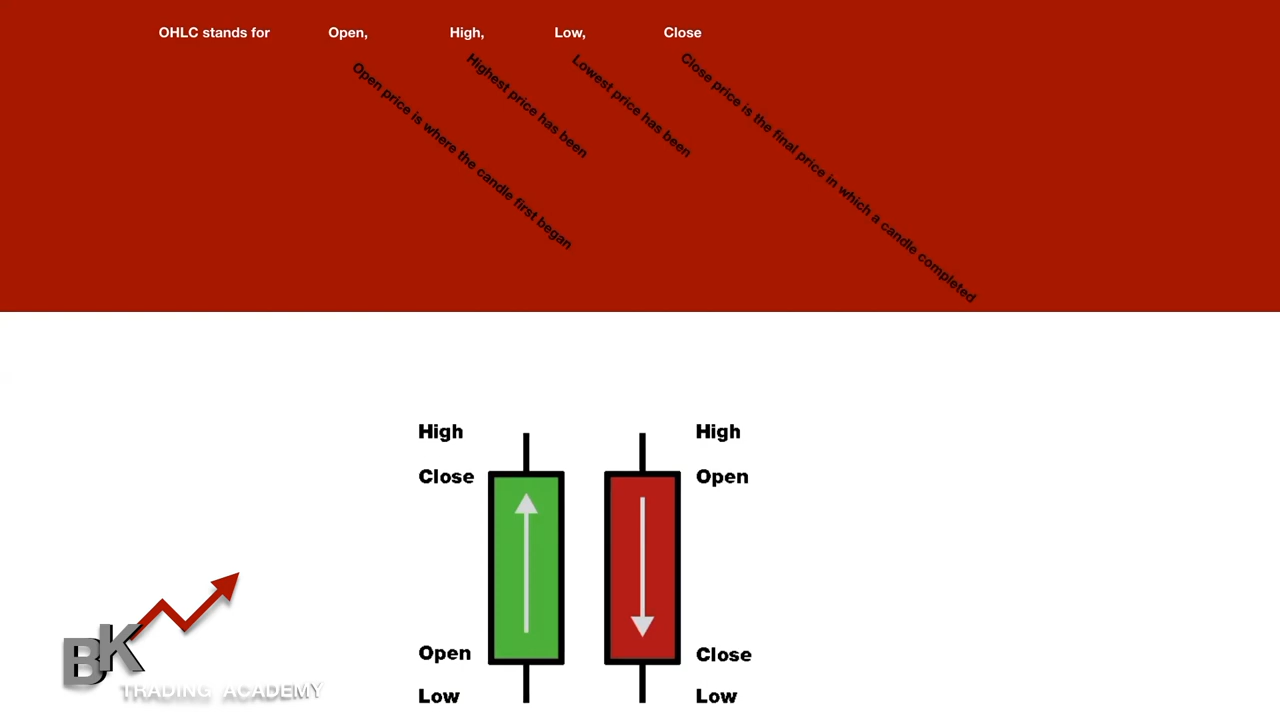 OHLC stands for Open, High, Low, Close
Open price is where the candle first began
Highest price has been
Lowest price has been
Close price is the final price in which a candle completed
High
Close
Open
Low
High
Open
Close
Low
BK
TRADING ACADEMY